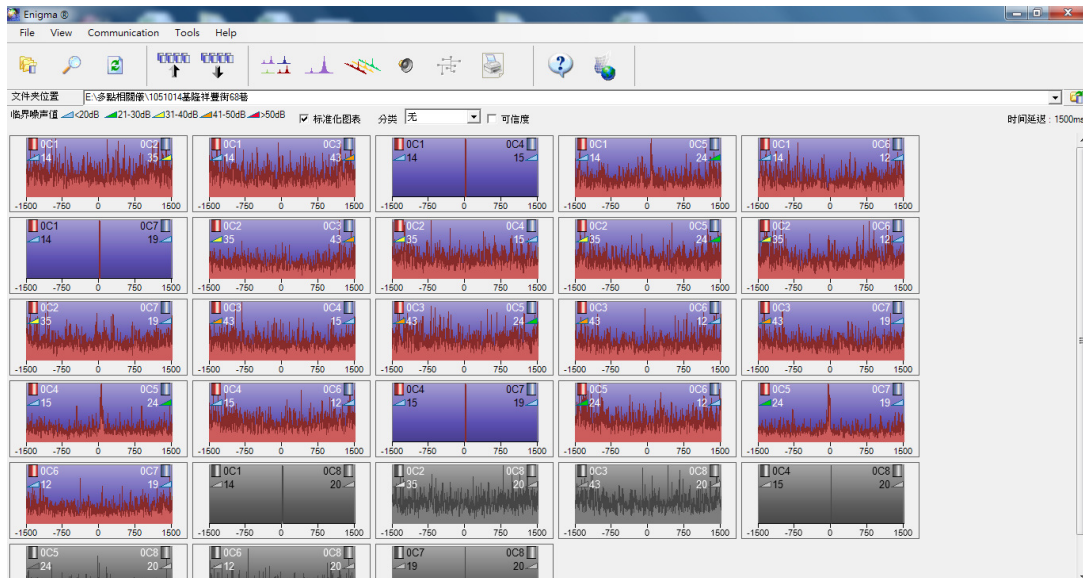 Enigma ®
File View Communication Tools Help
文件夹位置 E:\多點相關儀\1051014基隆祥豐街68巷
临界噪声值 <20dB 21-30dB 31-40dB 41-50dB >50dB 标准化图表 分类 无 可信度 时间延迟 : 1500ms
0C1 0C2 0C1 0C3 0C1 0C4 0C1 0C5 0C1 0C6
14 35 14 43 14 15 14 24 14 12
-1500 -750 0 750 1500 -1500 -750 0 750 1500 -1500 -750 0 750 1500 -1500 -750 0 750 1500 -1500 -750 0 750 1500
0C1 0C7 0C2 0C3 0C2 0C4 0C2 0C5 0C2 0C6
14 19 35 43 35 15 35 24 35 12
-1500 -750 0 750 1500 -1500 -750 0 750 1500 -1500 -750 0 750 1500 -1500 -750 0 750 1500 -1500 -750 0 750 1500
0C2 0C7 0C3 0C4 0C3 0C5 0C3 0C6 0C3 0C7
35 19 43 15 43 24 43 12 43 19
-1500 -750 0 750 1500 -1500 -750 0 750 1500 -1500 -750 0 750 1500 -1500 -750 0 750 1500 -1500 -750 0 750 1500
0C4 0C5 0C4 0C6 0C4 0C7 0C5 0C6 0C5 0C7
15 24 15 12 15 19 24 12 24 19
-1500 -750 0 750 1500 -1500 -750 0 750 1500 -1500 -750 0 750 1500 -1500 -750 0 750 1500 -1500 -750 0 750 1500
0C6 0C7 0C1 0C8 0C2 0C8 0C3 0C8 0C4 0C8
12 19 14 20 35 20 43 20 15 20
-1500 -750 0 750 1500 -1500 -750 0 750 1500 -1500 -750 0 750 1500 -1500 -750 0 750 1500 -1500 -750 0 750 1500
0C5 0C8 0C6 0C8 0C7 0C8
24 20 12 20 19 20